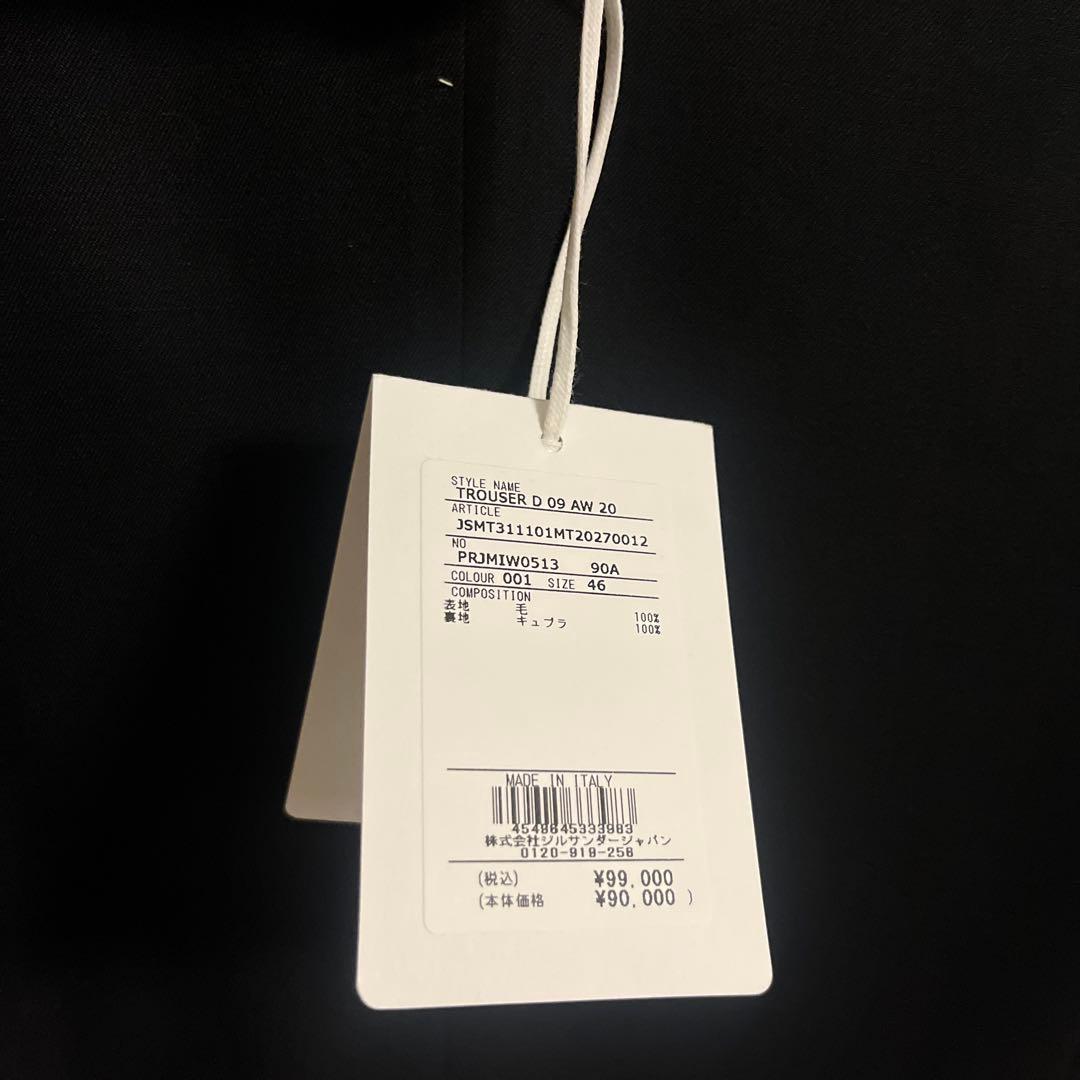 STYLE NAME
TROUSER D 09 AW 20
ARTICLE
JSMT311101MT20270012
NO
PRJMIW0513 90A
COLOUR 001 SIZE 46
COMPOSITION
表地 毛 100%
裏地 キュプラ 100%
MADE IN ITALY
4549645333983
株式会社ジルサンダージャパン
0120-919-256
(税込) ¥99,000
(本体価格 ¥90,000 )